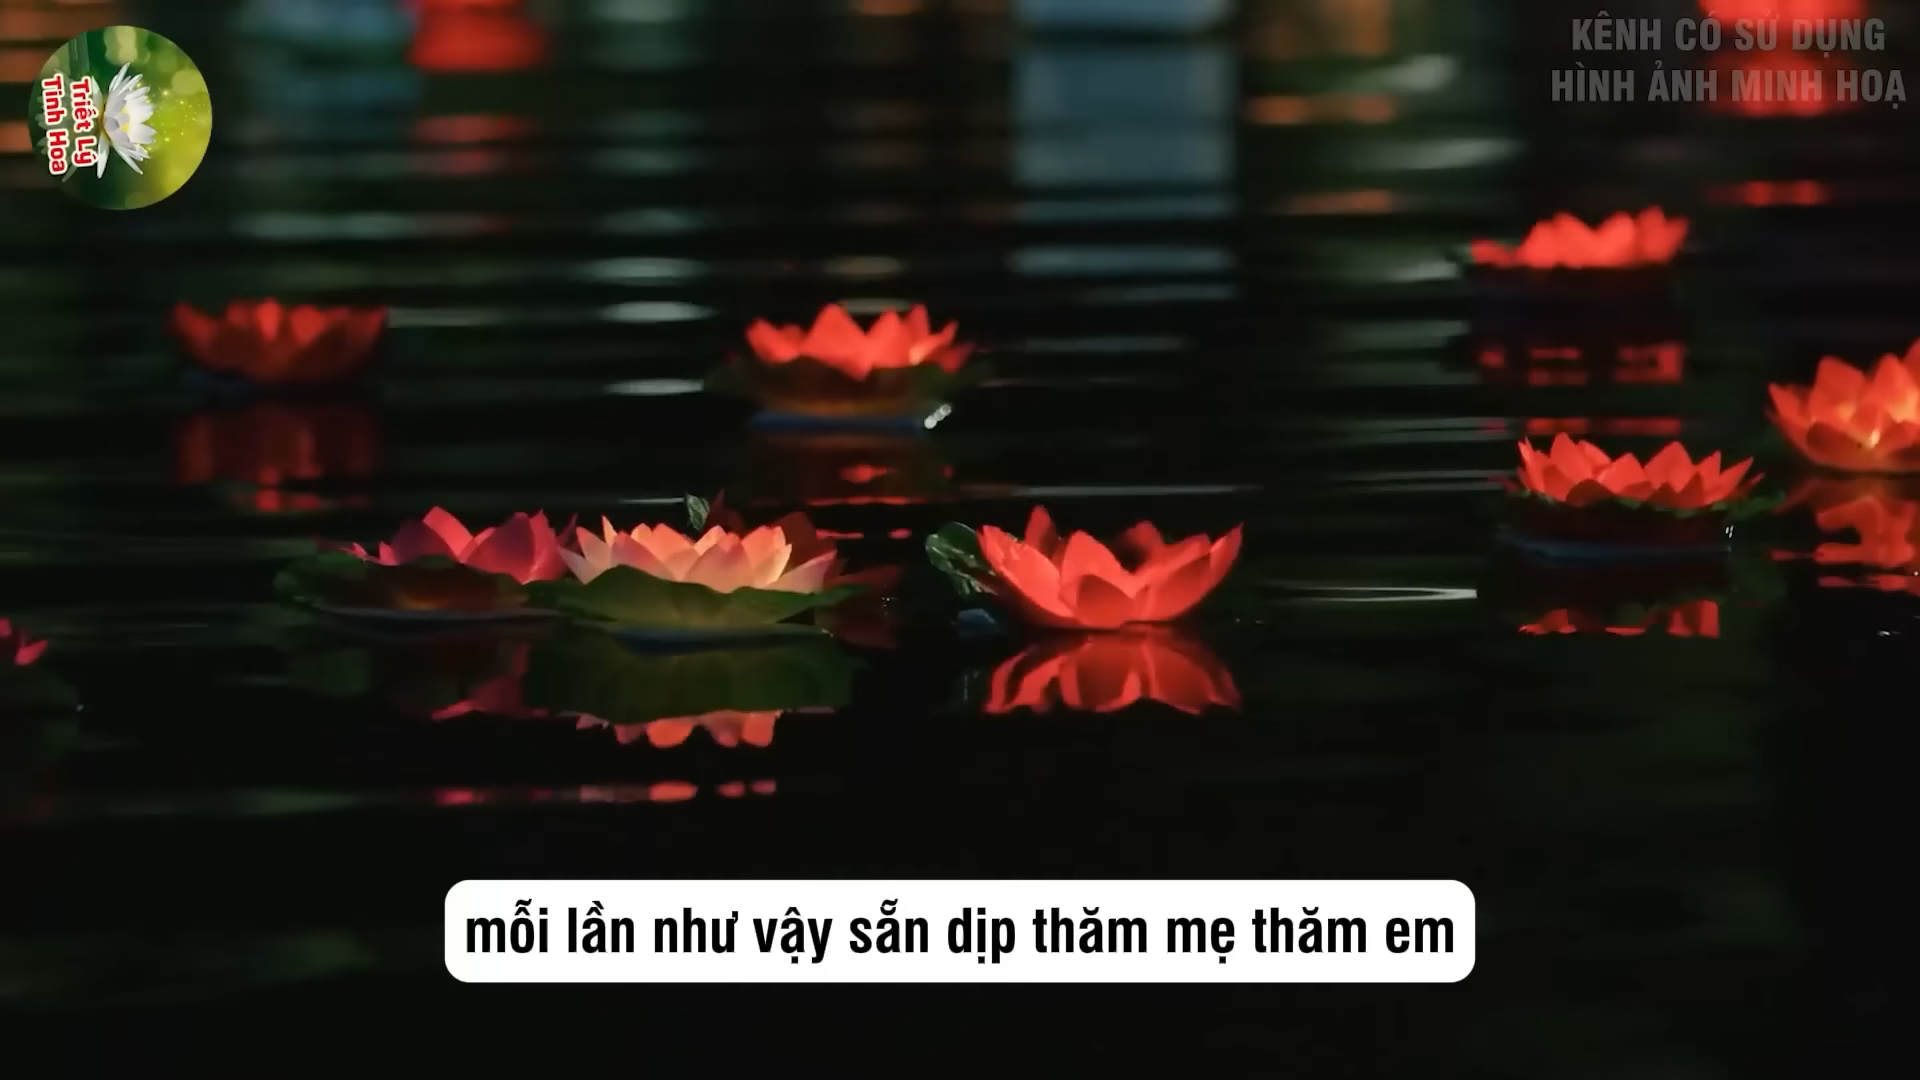 Triết Lý
Tinh Hoa
KÊNH CÓ SỬ DỤNG
HÌNH ẢNH MINH HOẠ
mỗi lần như vậy sẵn dịp thăm mẹ thăm em